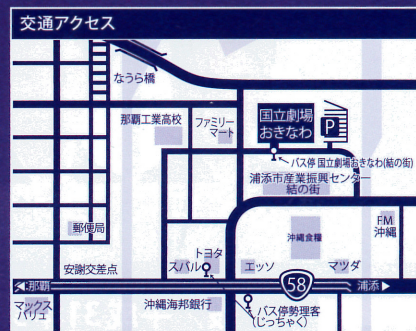 交通アクセス
なうら橋
那覇工業高校
ファミリー
マート
国立劇場
おきなわ
P
バス停 国立劇場おきなわ(結の街)
浦添市産業振興センター
結の街
郵便局
沖縄食糧
FM
沖縄
トヨタ
スバル
エッソ
マツダ
安謝交差点
那覇
58
浦添
マックス
バリュ
沖縄海邦銀行
バス停勢理客
(じっちゃく)